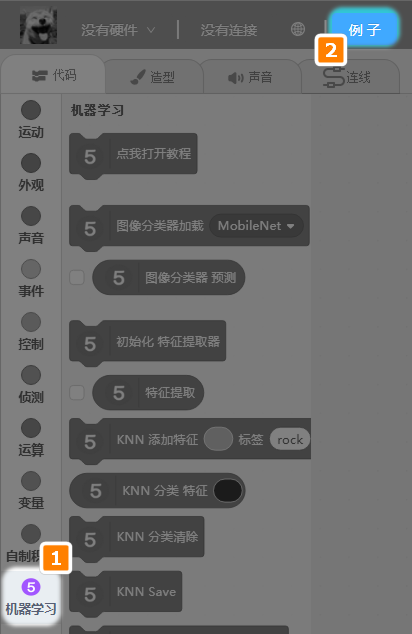 没有硬件
没有连接
例子
2
代码
造型
声音
连线
运动
外观
声音
事件
控制
侦测
运算
变量
自制积
1
5
机器学习
机器学习
5 点我打开教程
5 图像分类器加载 MobileNet
5 图像分类器 预测
5 初始化 特征提取器
5 特征提取
5 KNN 添加特征 标签 rock
5 KNN 分类 特征
5 KNN 分类清除
5 KNN Save